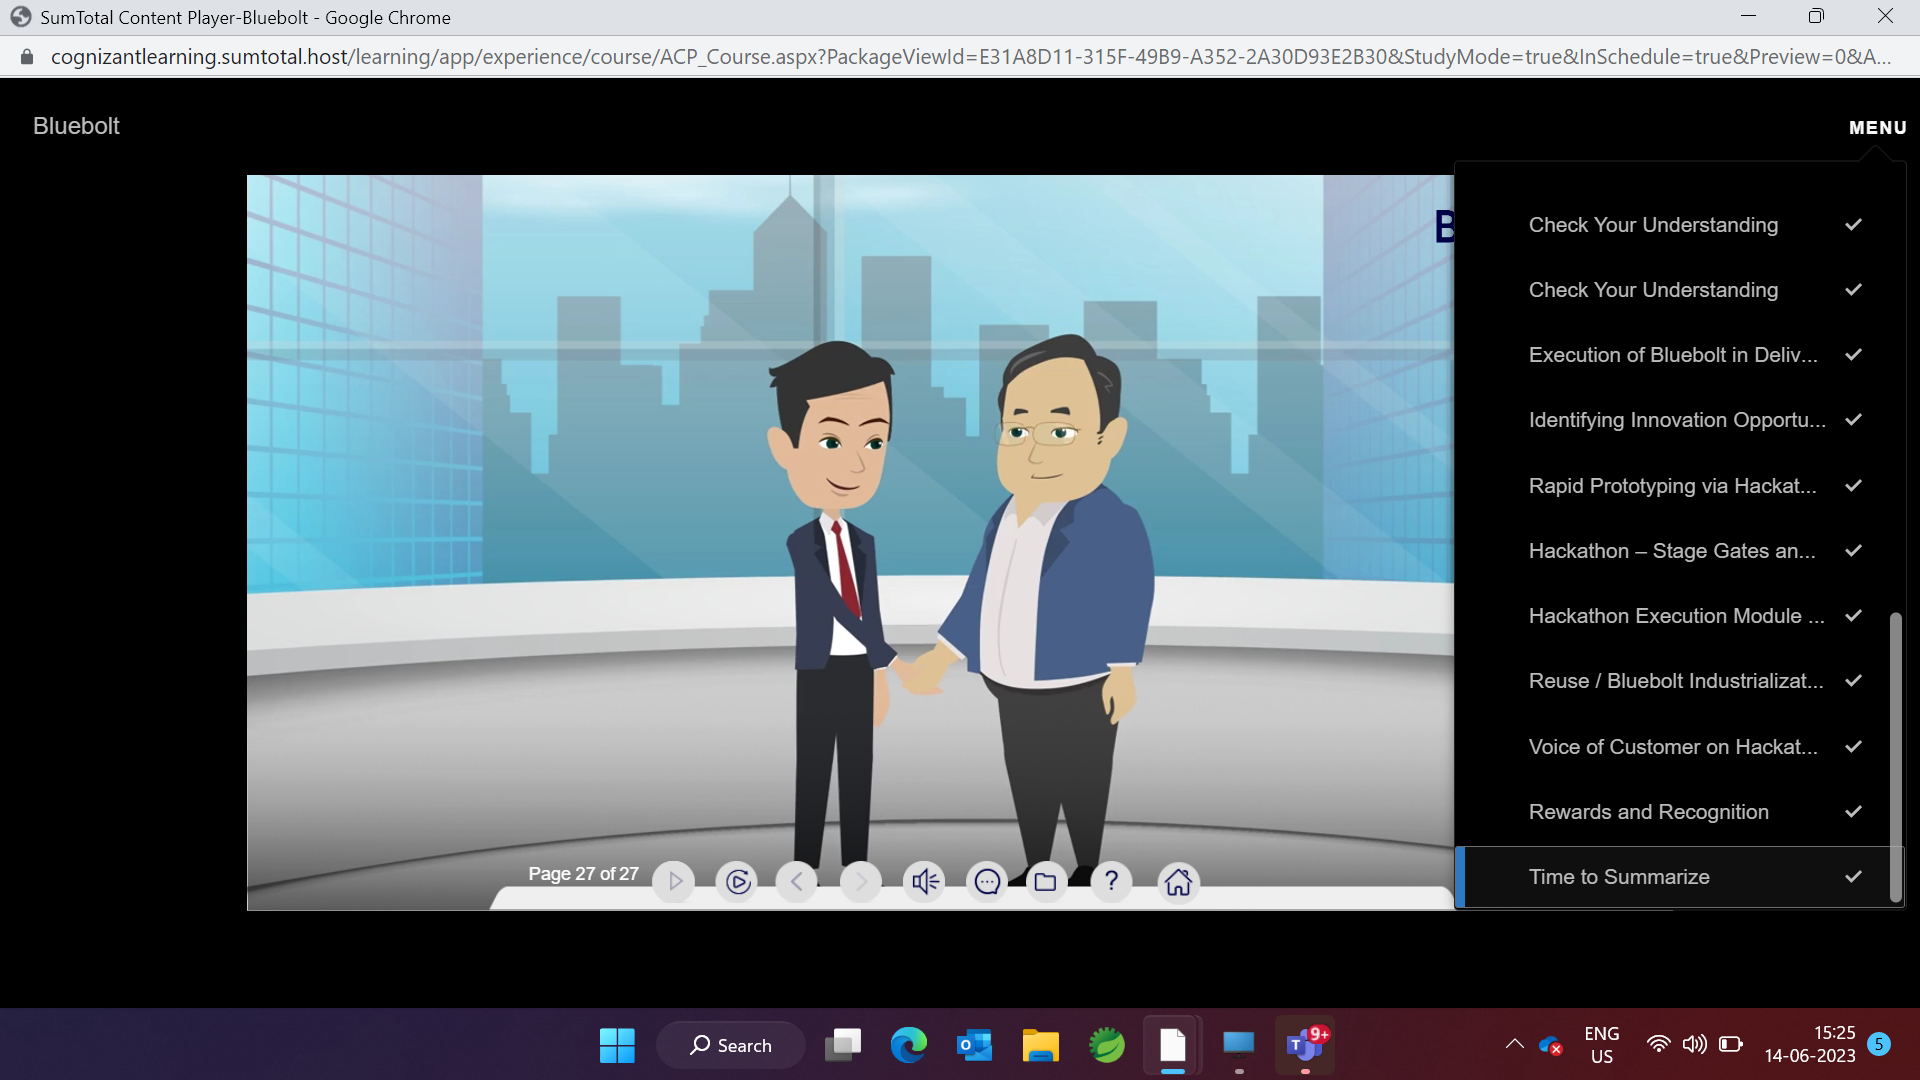 SumTotal Content Player-Bluebolt - Google Chrome
cognizantlearning.sumtotal.host/learning/app/experience/course/ACP_Course.aspx?PackageViewId=E31A8D11-315F-49B9-A352-2A30D93E2B30&StudyMode=true&InSchedule=true&Preview=0&A...
Bluebolt
MENU
B
Check Your Understanding
Check Your Understanding
Execution of Bluebolt in Deliv...
Identifying Innovation Opportu...
Rapid Prototyping via Hackat...
Hackathon – Stage Gates an...
Hackathon Execution Module ...
Reuse / Bluebolt Industrializat...
Voice of Customer on Hackat...
Rewards and Recognition
Time to Summarize
Page 27 of 27
?
Search
9+
ENG
US
15:25
14-06-2023
5